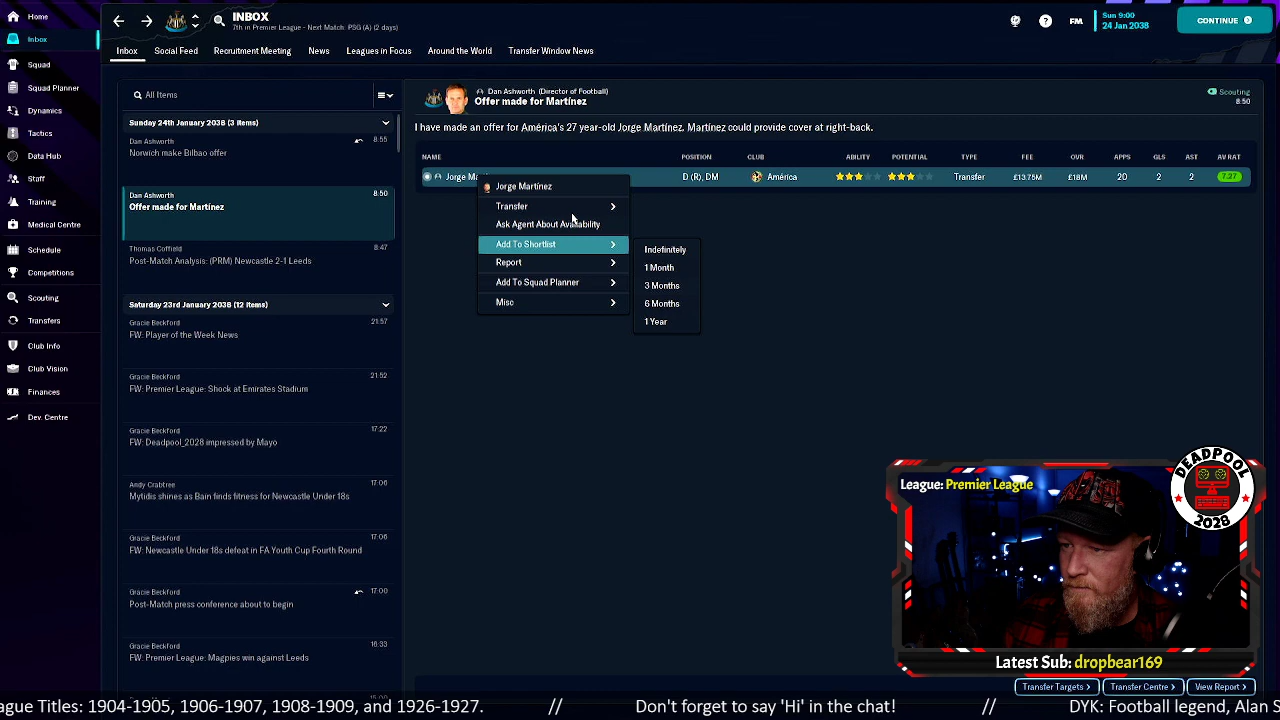 Home
INBOX
7th in Premier League - Next Match: PSG (A) (2 days)
FM
Sun 9:00
24 Jan 2038
CONTINUE
Inbox
Inbox
Social Feed
Recruitment Meeting
News
Leagues in Focus
Around the World
Transfer Window News
Squad
Squad Planner
Dynamics
Tactics
Data Hub
Staff
Training
Medical Centre
Schedule
Competitions
Scouting
Transfers
Club Info
Club Vision
Finances
Dev. Centre
All Items
Sunday 24th January 2038 (3 Items)
Dan Ashworth
8:55
Norwich make Bilbao offer
Dan Ashworth
8:50
Offer made for Martínez
Thomas Coffield
8:47
Post-Match Analysis: (PRM) Newcastle 2-1 Leeds
Saturday 23rd January 2038 (12 Items)
Gracie Beckford
21:57
FW: Player of the Week News
Gracie Beckford
21:52
FW: Premier League: Shock at Emirates Stadium
Gracie Beckford
17:22
FW: Deadpool_2028 impressed by Mayo
Andy Crabtree
17:06
Mytidis shines as Bain finds fitness for Newcastle Under 18s
Gracie Beckford
17:06
FW: Newcastle Under 18s defeat in FA Youth Cup Fourth Round
Gracie Beckford
17:00
Post-Match press conference about to begin
Gracie Beckford
16:33
FW: Premier League: Magpies win against Leeds
Dan Ashworth (Director of Football)
Offer made for Martínez
Scouting
8:50
I have made an offer for América's 27 year-old Jorge Martínez. Martínez could provide cover at right-back.
NAME POSITION CLUB ABILITY POTENTIAL TYPE FEE OVR APPS GLS AST AV RAT
Jorge D (R), DM América Transfer £13.75M £18M 20 2 2 7.27
Jorge Martínez
Transfer
Ask Agent About Availability
Add To Shortlist
Report
Add To Squad Planner
Misc
Indefinitely
1 Month
3 Months
6 Months
1 Year
League: Premier League
DEADPOOL
2028
Latest Sub: dropbear169
Transfer Targets
Transfer Centre
View Report
ague Titles: 1904-1905, 1906-1907, 1908-1909, and 1926-1927. // Don't forget to say 'Hi' in the chat! // DYK: Football legend, Alan S